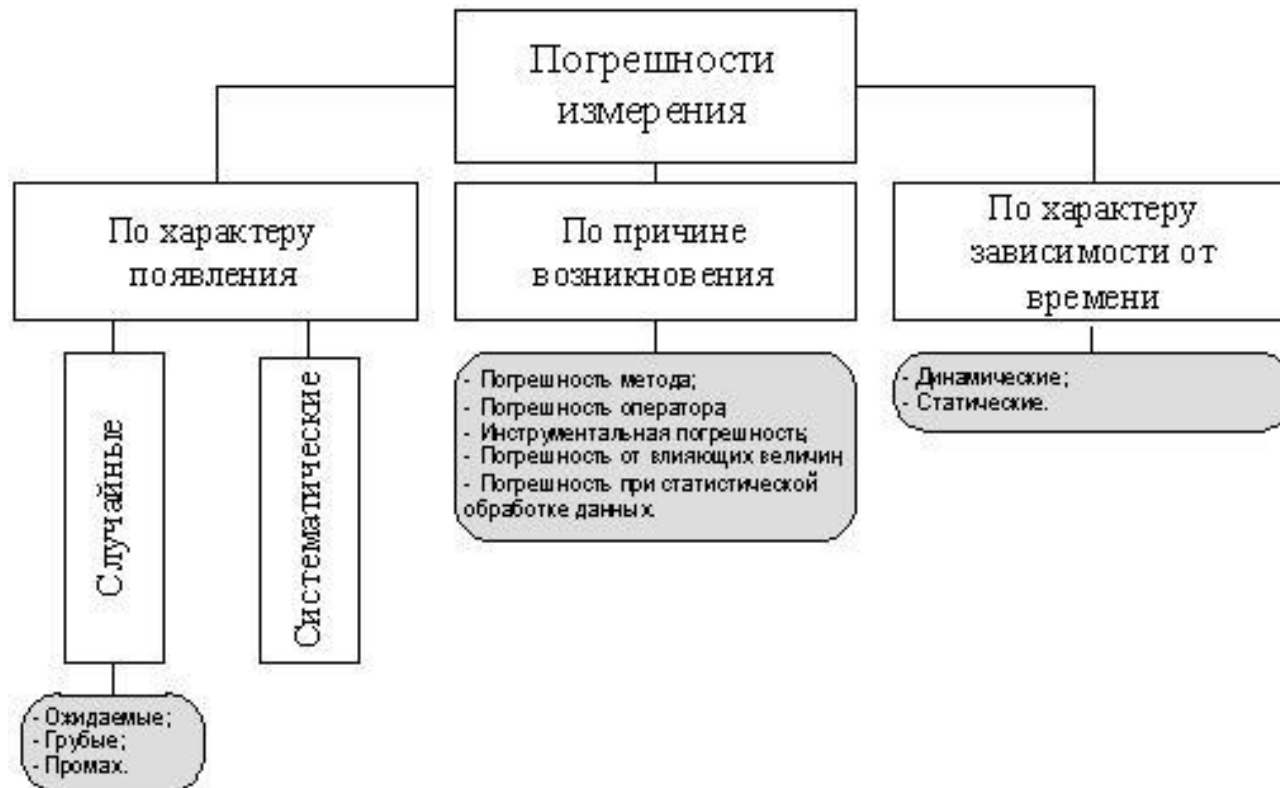 Погрешности
измерения
По характеру
появления
По причине
возникновения
По характеру
зависимости от
времени
Случайные
Систематические
- Погрешность метода;
- Погрешность оператора;
- Инструментальная погрешность;
- Погрешность от влияющих величин
- Погрешность при статистической
обработке данных.
- Динамические;
- Статические.
- Ожидаемые;
- Грубые;
- Промах.